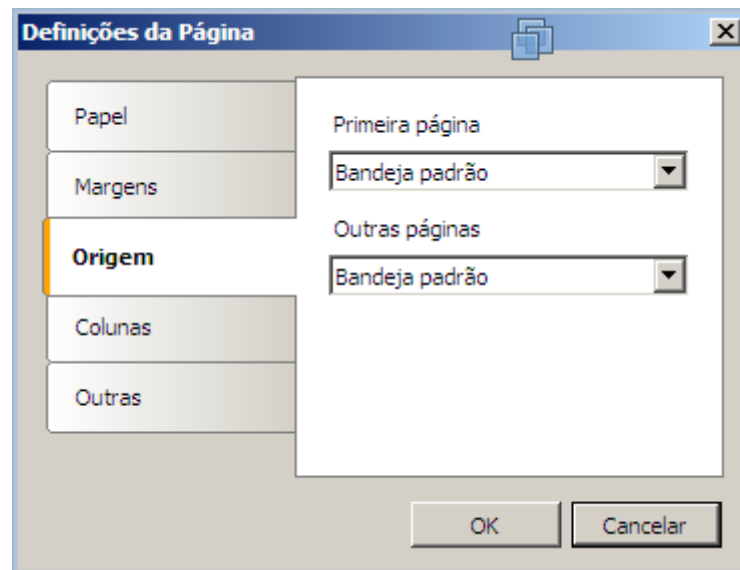 Definições da Página
Papel
Margens
Origem
Colunas
Outras
Primeira página
Bandeja padrão
Outras páginas
Bandeja padrão
OK
Cancelar